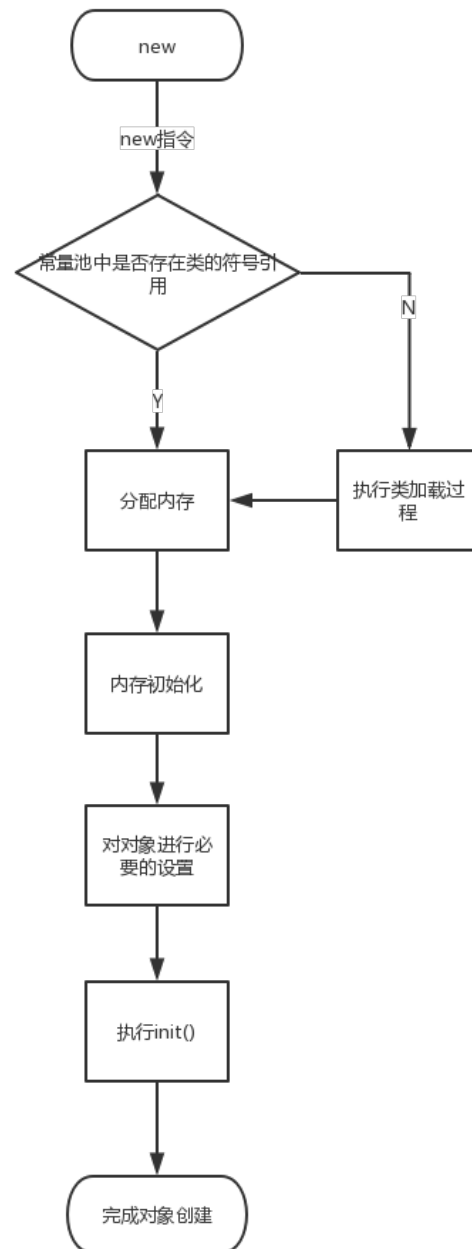 new
new指令
常量池中是否存在类的符号引
用
N
Y
分配内存
执行类加载过
程
内存初始化
对对象进行必
要的设置
执行init()
完成对象创建